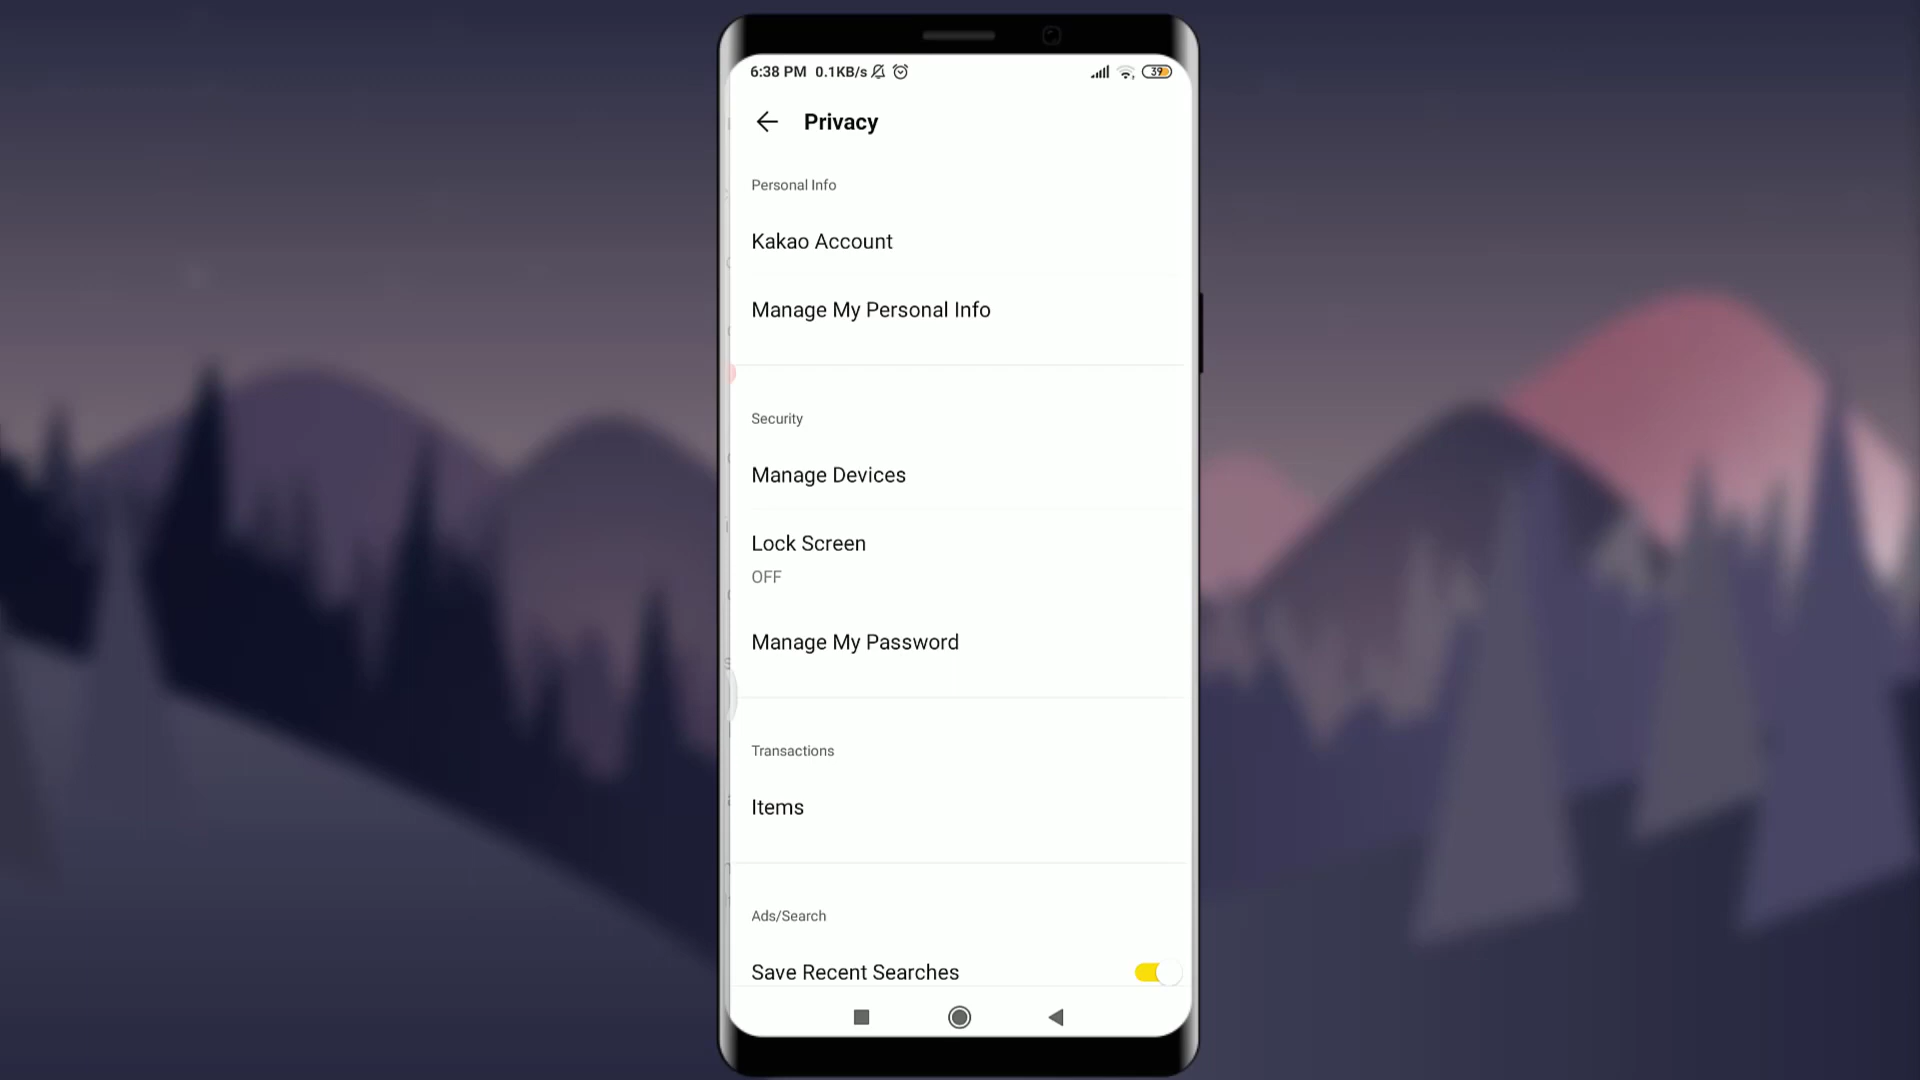 6:38 PM 0.1KB/s
39
Privacy
Personal Info
Kakao Account
Manage My Personal Info
Security
Manage Devices
Lock Screen
OFF
Manage My Password
Transactions
Items
Ads/Search
Save Recent Searches